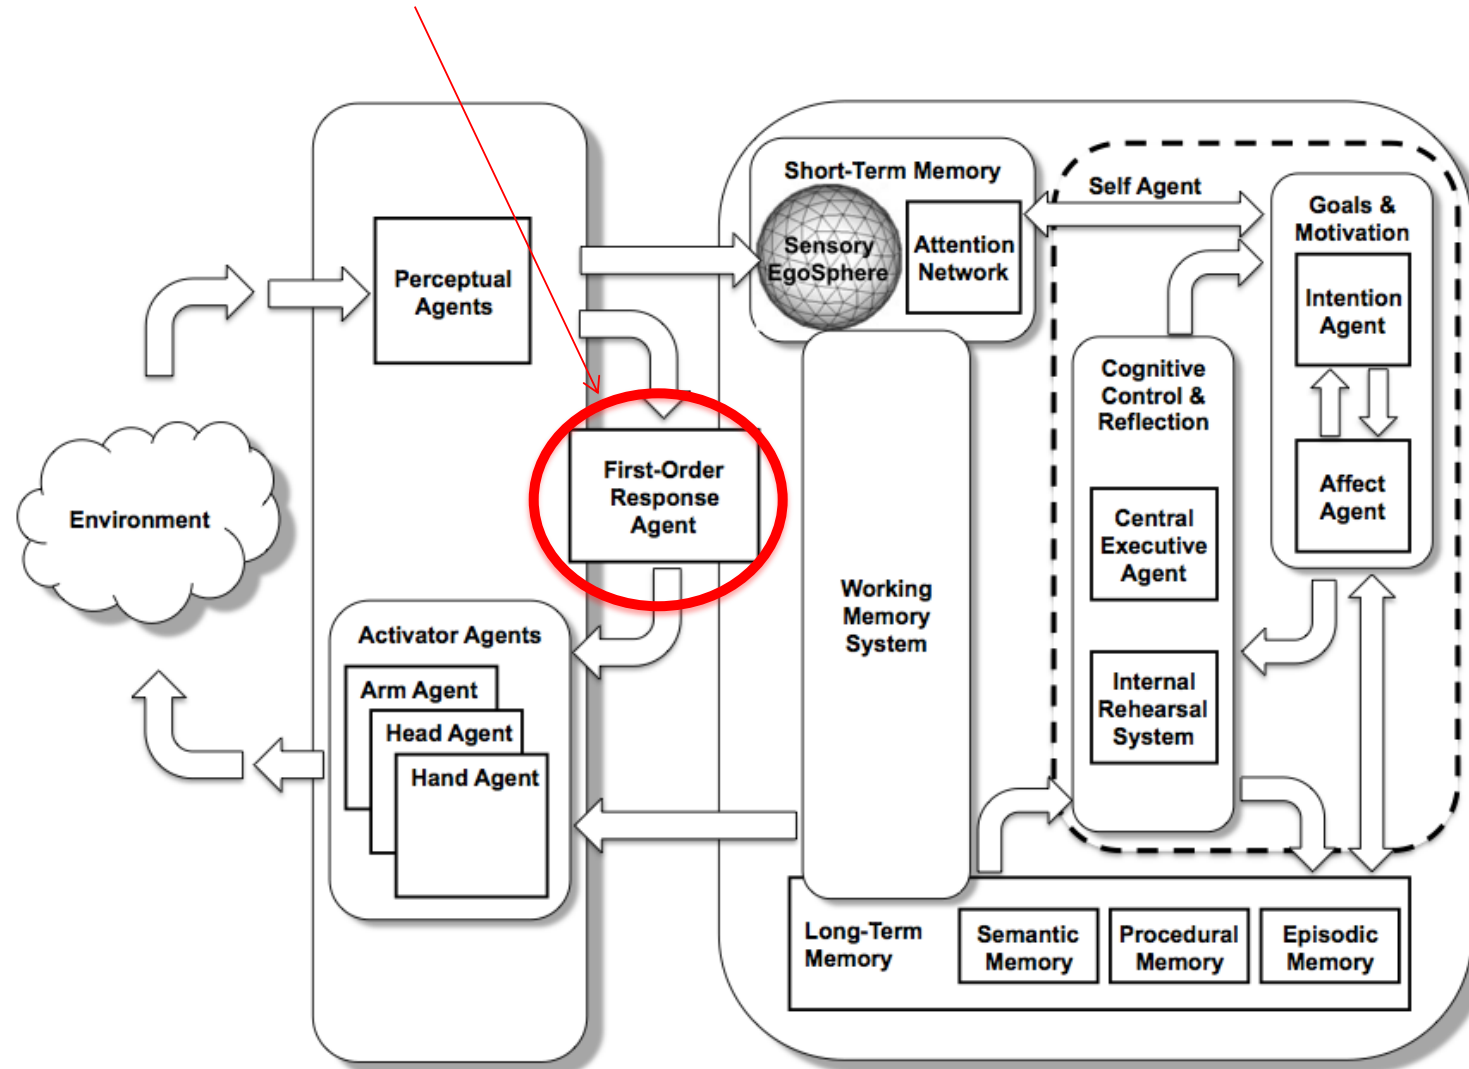 Short-Term Memory
Sensory
EgoSphere
Attention
Network
Self Agent
Goals &
Motivation
Intention
Agent
Affect
Agent
Perceptual
Agents
Cognitive
Control &
Reflection
Central
Executive
Agent
Internal
Rehearsal
System
First-Order
Response
Agent
Environment
Working
Memory
System
Activator Agents
Arm Agent
Head Agent
Hand Agent
Long-Term
Memory
Semantic
Memory
Procedural
Memory
Episodic
Memory